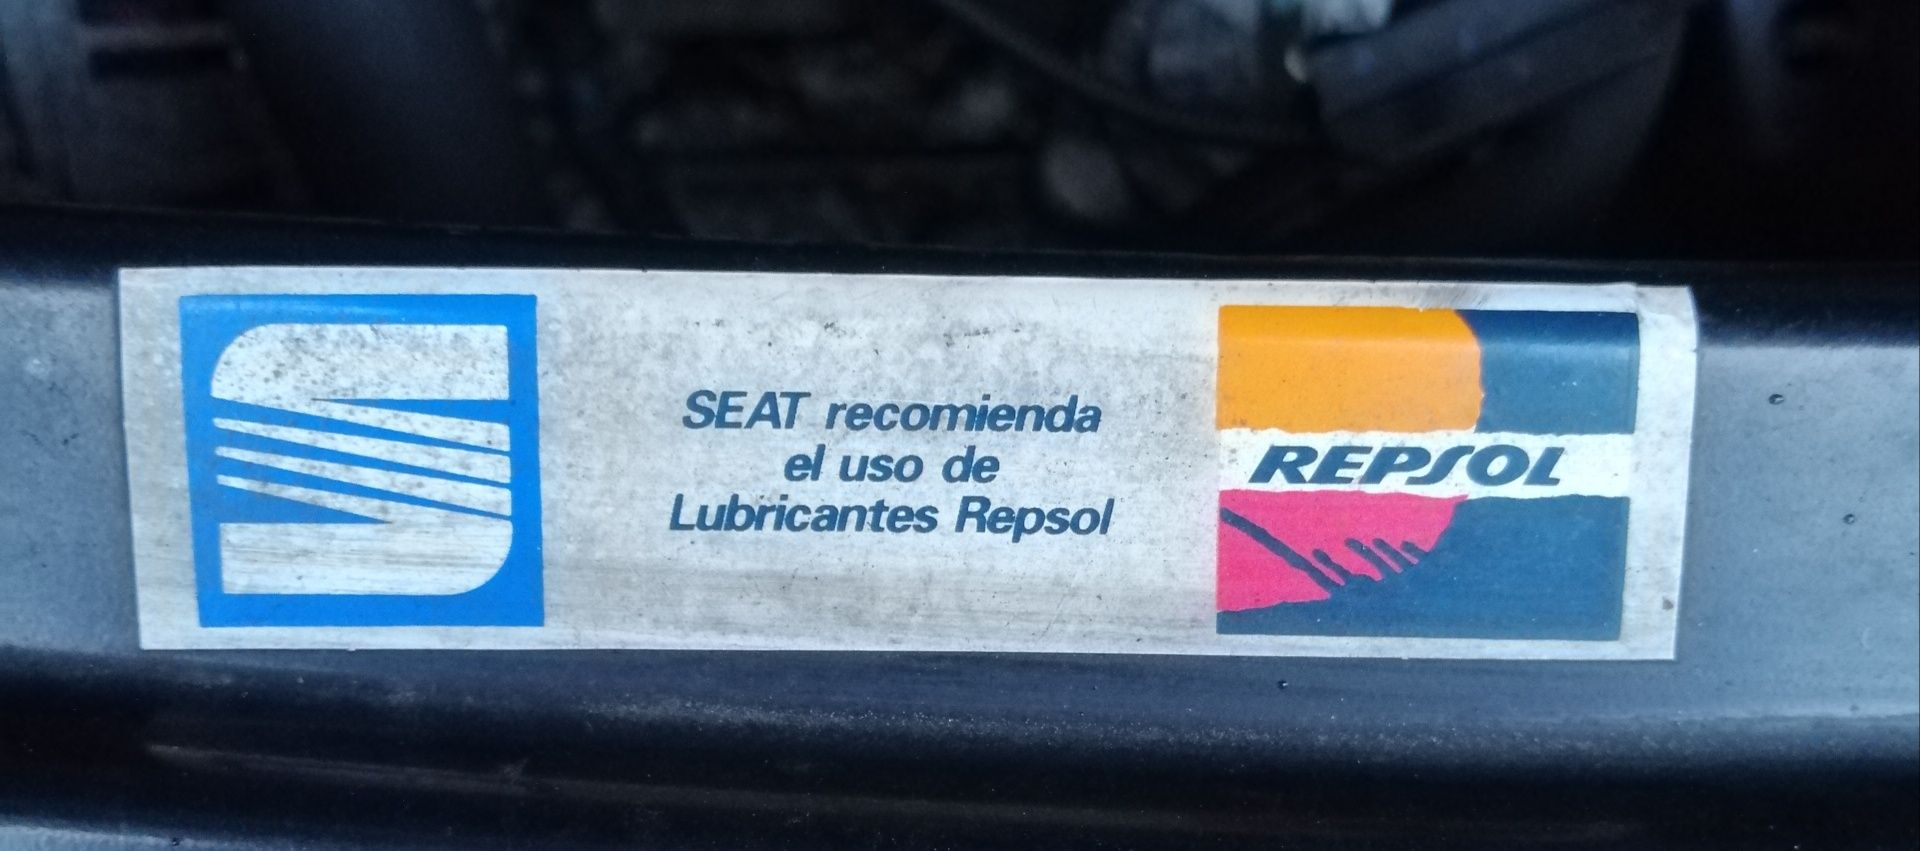 SEAT recomienda
el uso de
Lubricantes Repsol
REPSOL